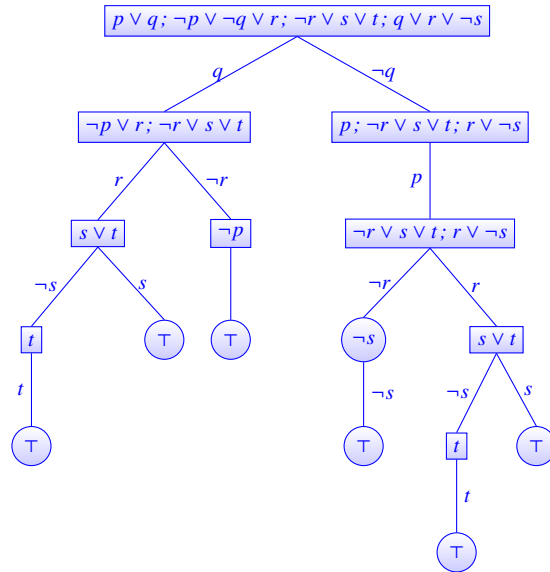 p ∨ q ; ¬p ∨ ¬q ∨ r ; ¬r ∨ s ∨ t ; q ∨ r ∨ ¬s
q ¬q
¬p ∨ r ; ¬r ∨ s ∨ t p ; ¬r ∨ s ∨ t ; r ∨ ¬s
r ¬r p
s ∨ t ¬p ¬r ∨ s ∨ t ; r ∨ ¬s
¬s s ¬r r
t ⊤ ⊤ ¬s s ∨ t
t ¬s ¬s s
⊤ ⊤ t ⊤
t
⊤